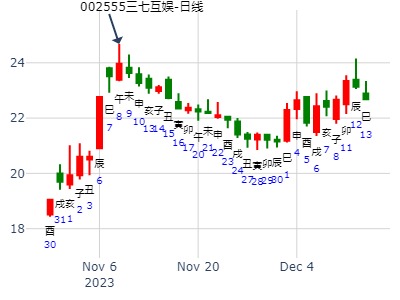 002555三七互娱-日线
24
22
20
18
酉
30
戌
31
亥
1
子
2
丑
3
辰
6
巳
7
午
8
未
9
申
10
亥
13
子
14
丑
15
寅
16
卯
17
午
20
未
21
申
22
酉
23
戌
24
丑
27
寅
28
卯
29
辰
30
巳
1
申
4
酉
5
戌
6
亥
7
子
8
卯
11
辰
12
巳
13
Nov 6
2023
Nov 20
Dec 4